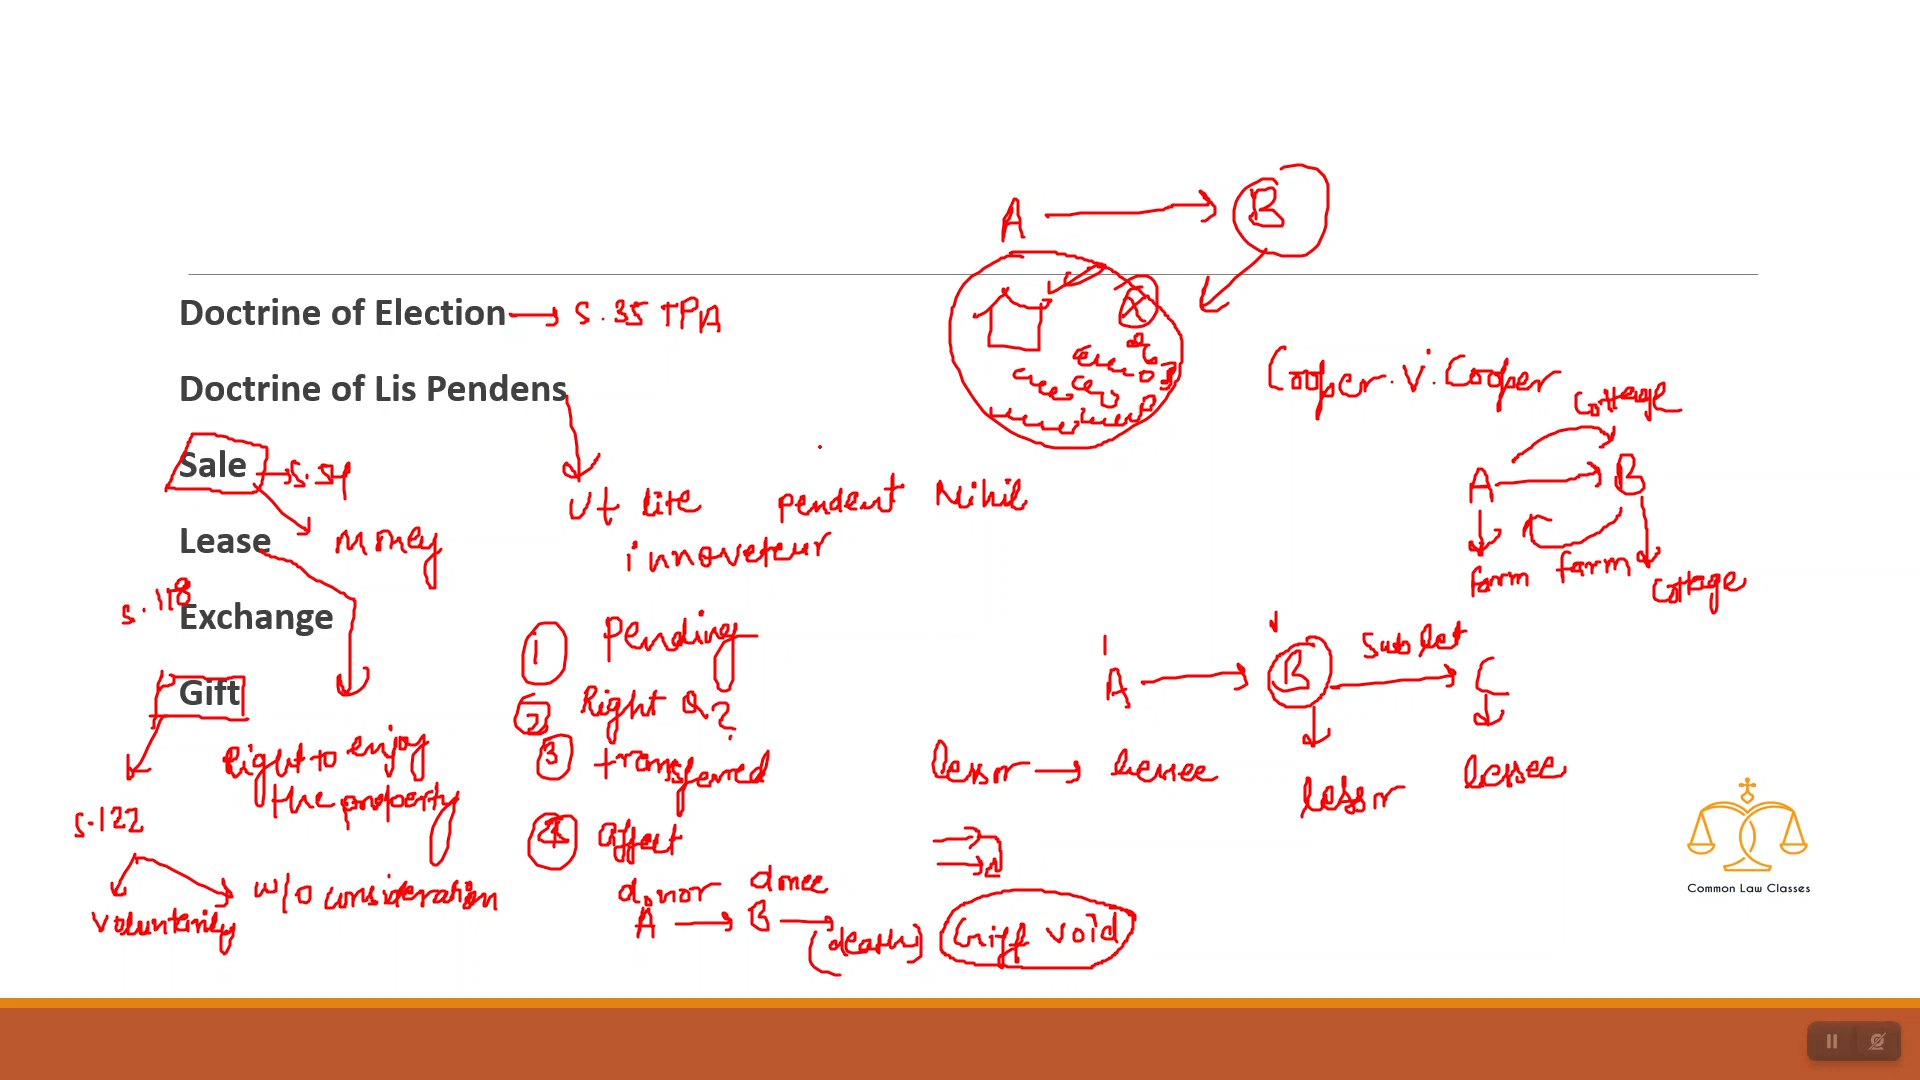 A → B
Doctrine of Election → S.35 TPA
Cooper.v.Cooper
Doctrine of Lis Pendens
Cottage
Sale → S.54
A → B
Ut lite pendent Nihil
innoveteur
Lease
money
farm farm
Cottage
S.118
Exchange
1 Pending
Sublet
A → B → C
Gift
2 Right Q?
Right to enjoy
the property
3 transferred
lessor → lessee
lessor
lessee
S.122
4 affect
w/o consideration
donor donee
voluntarily
A → B →
(death)
Gift void
Common Law Classes